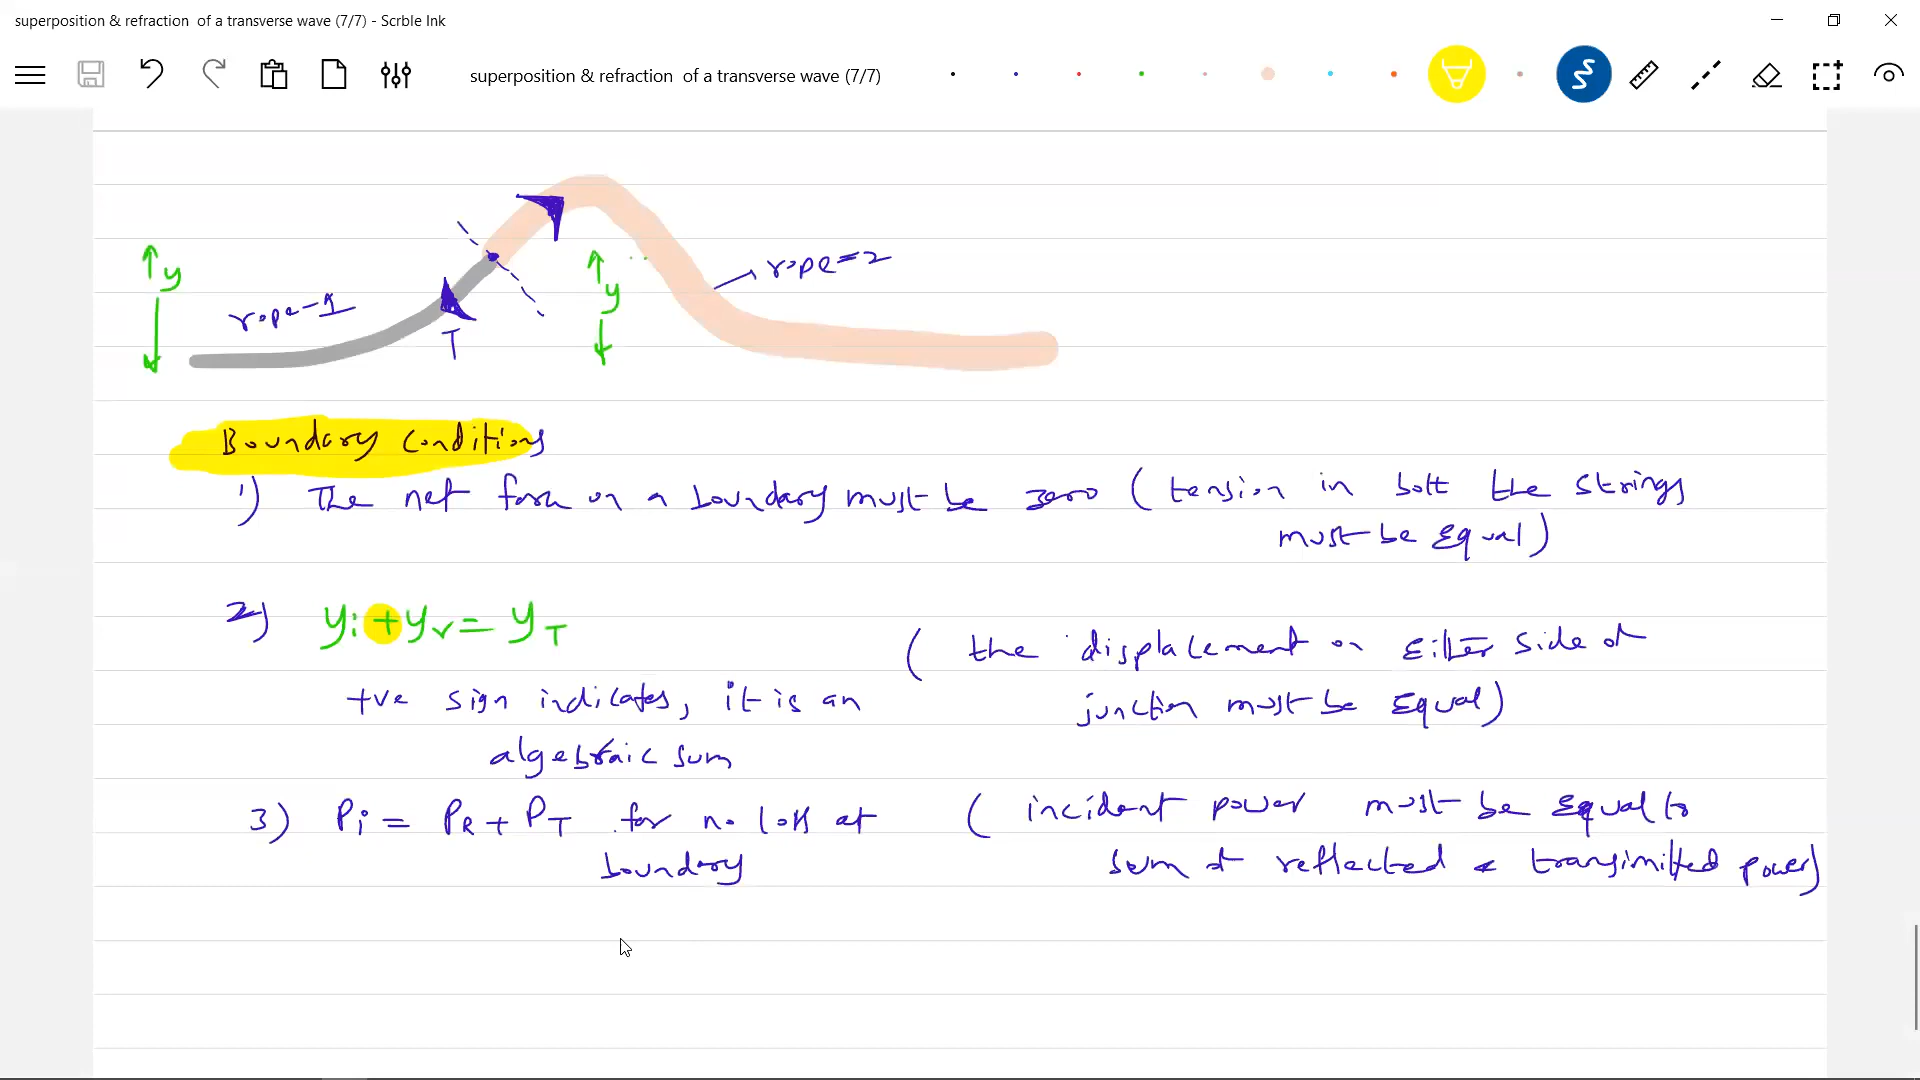 superposition & refraction of a transverse wave (7/7) - Scrble Ink
superposition & refraction of a transverse wave (7/7)
y
rope-1
T
y
rope=2
Boundary conditions
1) The net force on a boundary must be zero (tension in both the strings
must be Equal)
2) yi + yr = yT
(the displacement on Either side of
junction must be Equal)
+ve sign indicates, it is an
algebraic sum
3) Pi = PR + PT for no loss at
boundary
(incident power must be Equal to
sum of reflected & transimitted power)